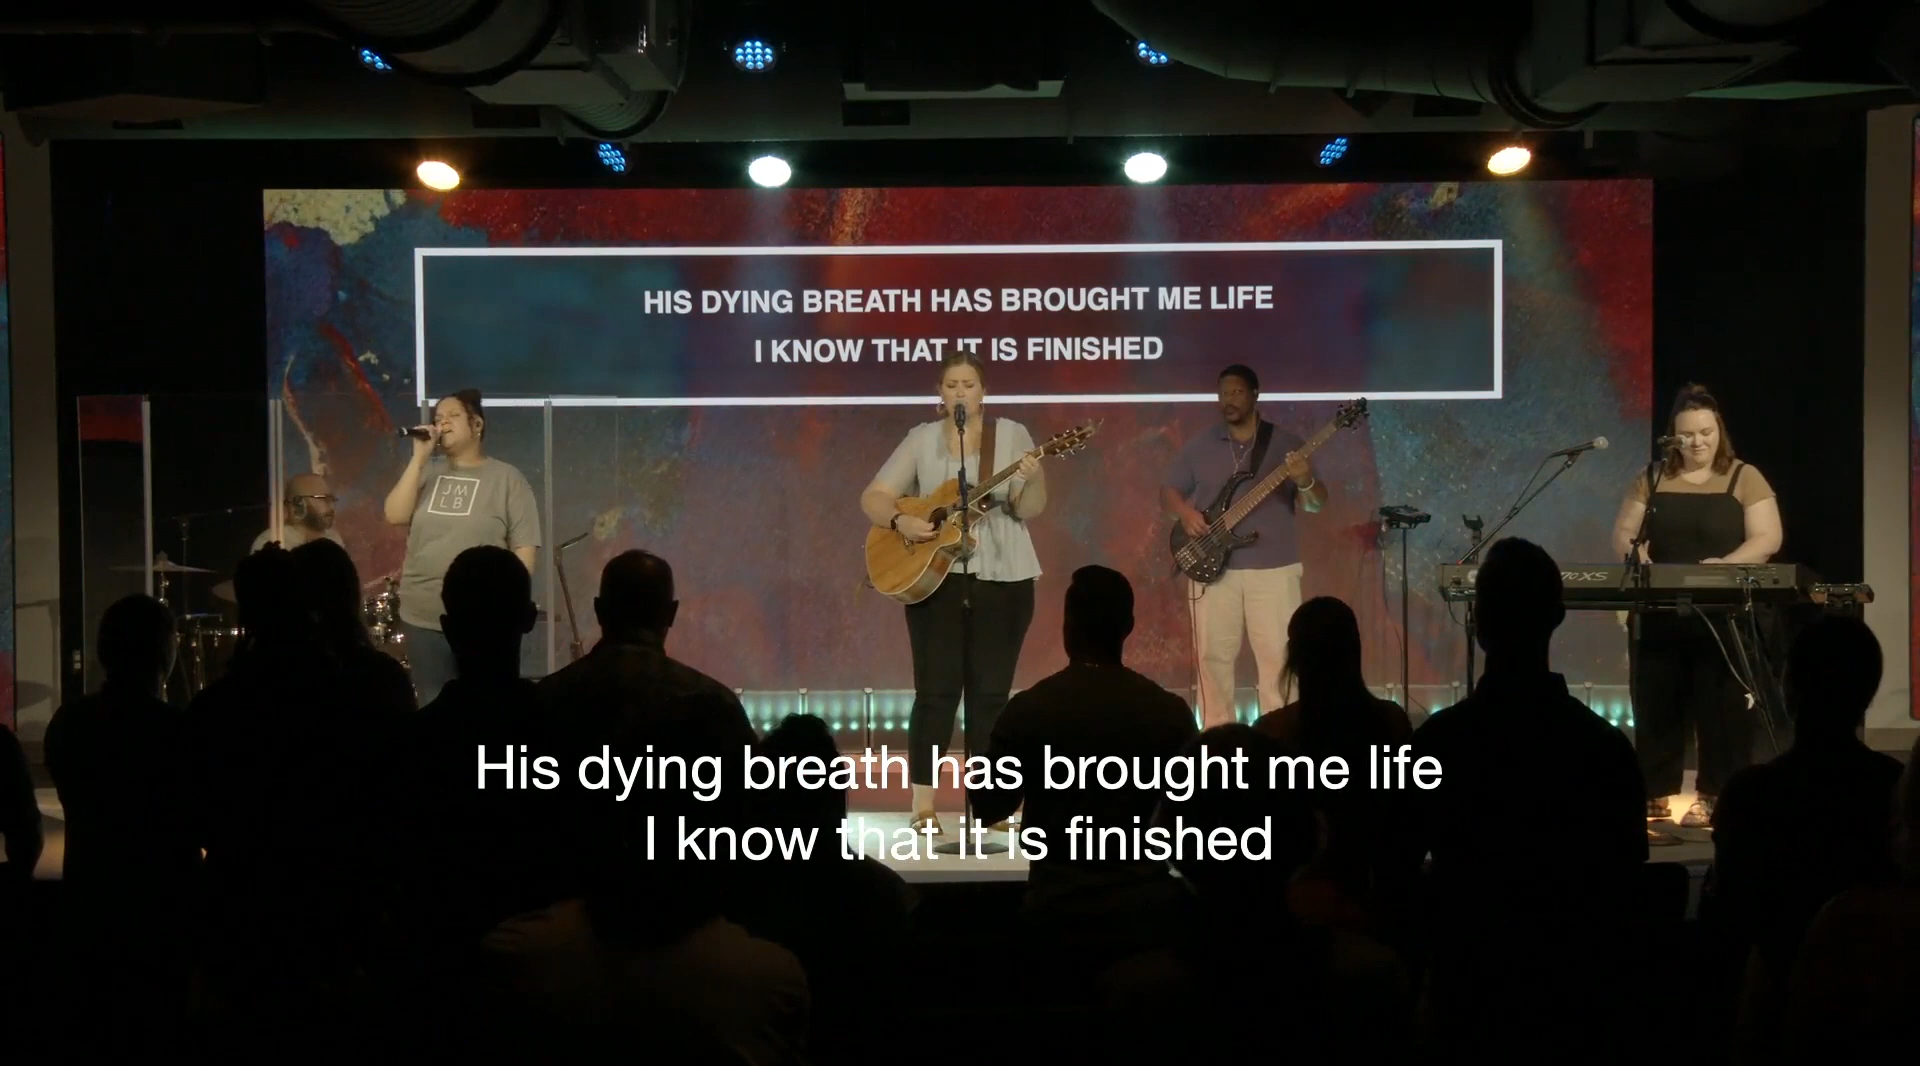 HIS DYING BREATH HAS BROUGHT ME LIFE
I KNOW THAT IT IS FINISHED
JM
LB
XS
His dying breath has brought me life
I know that it is finished